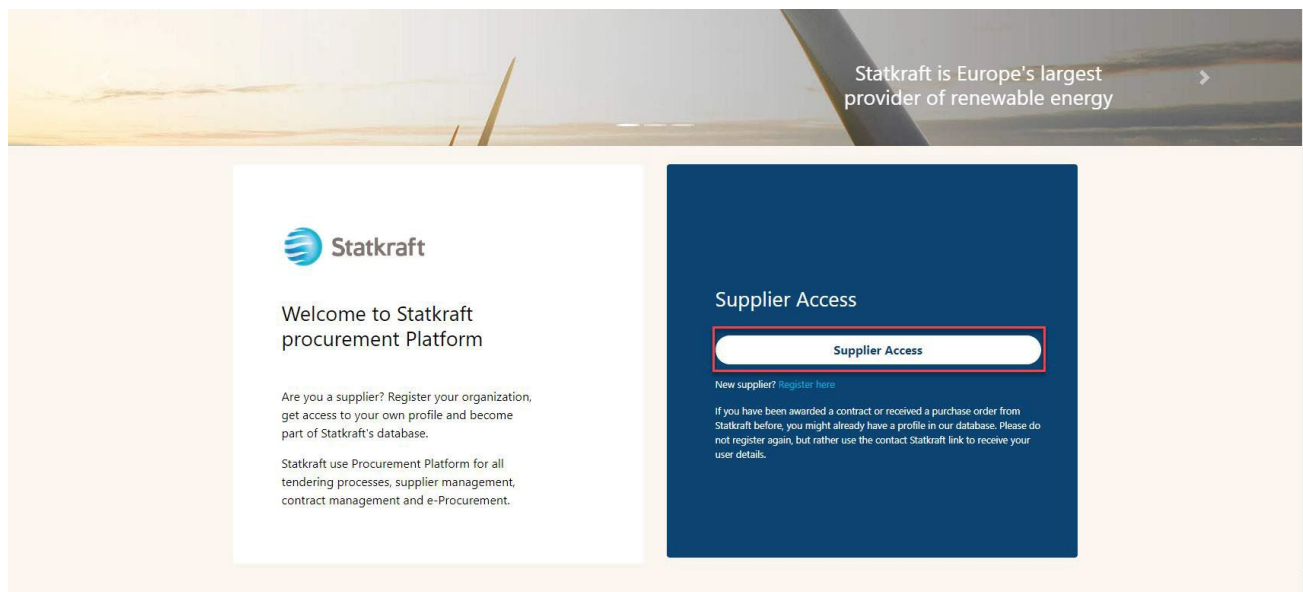 Statkraft is Europe's largest
provider of renewable energy
Statkraft
Welcome to Statkraft
procurement Platform
Are you a supplier? Register your organization,
get access to your own profile and become
part of Statkraft's database.
Statkraft use Procurement Platform for all
tendering processes, supplier management,
contract management and e-Procurement.
Supplier Access
Supplier Access
New supplier? Register here
If you have been awarded a contract or received a purchase order from
Statkraft before, you might already have a profile in our database. Please do
not register again, but rather use the contact Statkraft link to receive your
user details.